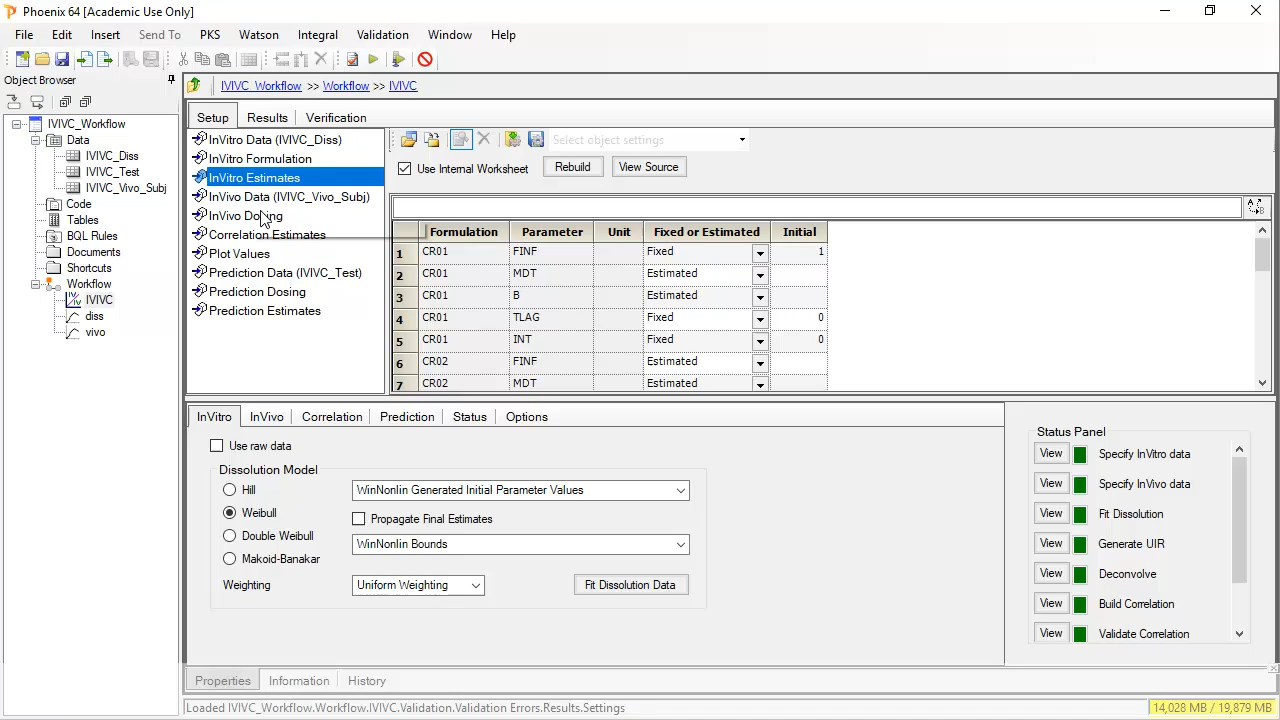 Phoenix 64 [Academic Use Only]
File Edit Insert Send To PKS Watson Integral Validation Window Help
Object Browser
IVIVC_Workflow
Data
IVIVC_Diss
IVIVC_Test
IVIVC_Vivo_Subj
Code
Tables
BQL Rules
Documents
Shortcuts
Workflow
IVIVC
diss
vivo
IVIVC_Workflow >> Workflow >> IVIVC
Setup Results Verification
InVitro Data (IVIVC_Diss)
InVitro Formulation
InVitro Estimates
InVivo Data (IVIVC_Vivo_Subj)
InVivo Dosing
Correlation Estimates
Plot Values
Prediction Data (IVIVC_Test)
Prediction Dosing
Prediction Estimates
Select object settings
Use Internal Worksheet Rebuild View Source
Formulation Parameter Unit Fixed or Estimated Initial
1 CR01 FINF Fixed 1
2 CR01 MDT Estimated
3 CR01 B Estimated
4 CR01 TLAG Fixed 0
5 CR01 INT Fixed 0
6 CR02 FINF Estimated
7 CR02 MDT Estimated
InVitro InVivo Correlation Prediction Status Options
Use raw data
Dissolution Model
Hill
Weibull
Double Weibull
Makoid-Banakar
WinNonlin Generated Initial Parameter Values
Propagate Final Estimates
WinNonlin Bounds
Weighting Uniform Weighting Fit Dissolution Data
Status Panel
View Specify InVitro data
View Specify InVivo data
View Fit Dissolution
View Generate UIR
View Deconvolve
View Build Correlation
View Validate Correlation
Properties Information History
Loaded IVIVC_Workflow.Workflow.IVIVC.Validation.Validation Errors.Results.Settings
14,028 MB / 19,879 MB